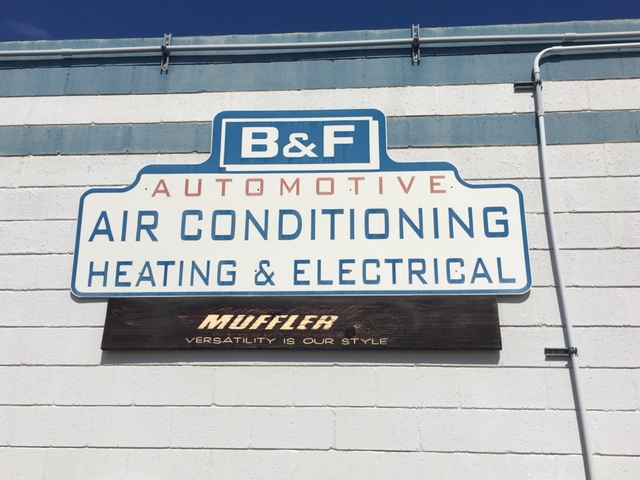 B&F
AUTOMOTIVE
AIR CONDITIONING
HEATING & ELECTRICAL
MUFFLER
VERSATILITY IS OUR STYLE